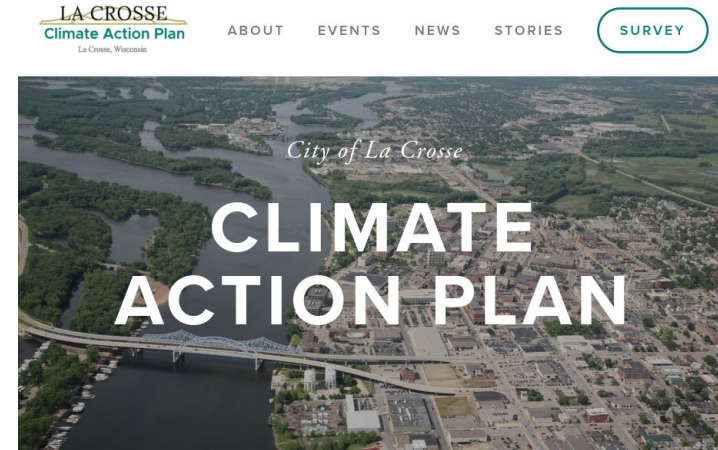 LA CROSSE
Climate Action Plan
La Crosse, Wisconsin
ABOUT EVENTS NEWS STORIES SURVEY
City of La Crosse
CLIMATE
ACTION PLAN